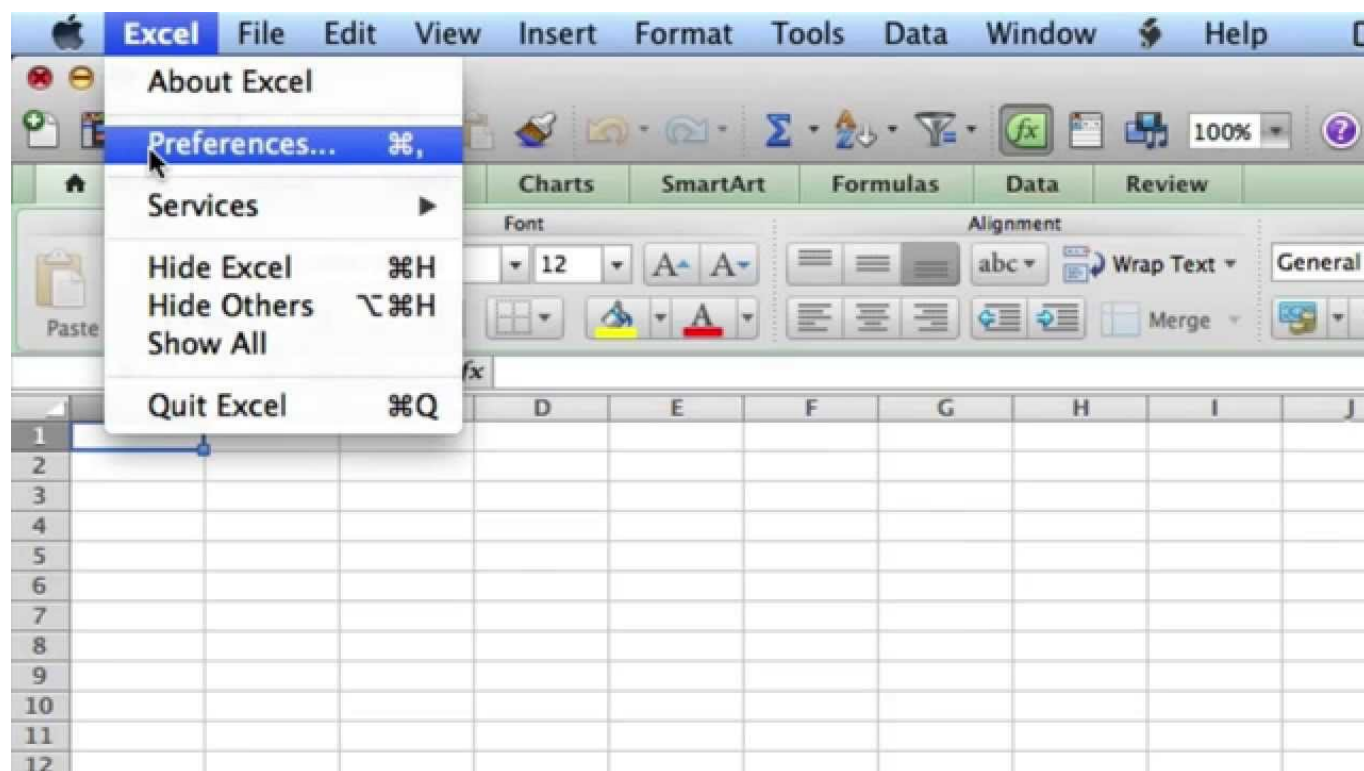 Excel File Edit View Insert Format Tools Data Window Help
About Excel
Preferences... ⌘,
Services ▶
Hide Excel ⌘H
Hide Others ⌥⌘H
Show All
Quit Excel ⌘Q
100%
Charts SmartArt Formulas Data Review
Font Alignment
12 A A abc Wrap Text General
Paste A Merge
fx
D E F G H I J
1
2
3
4
5
6
7
8
9
10
11
12